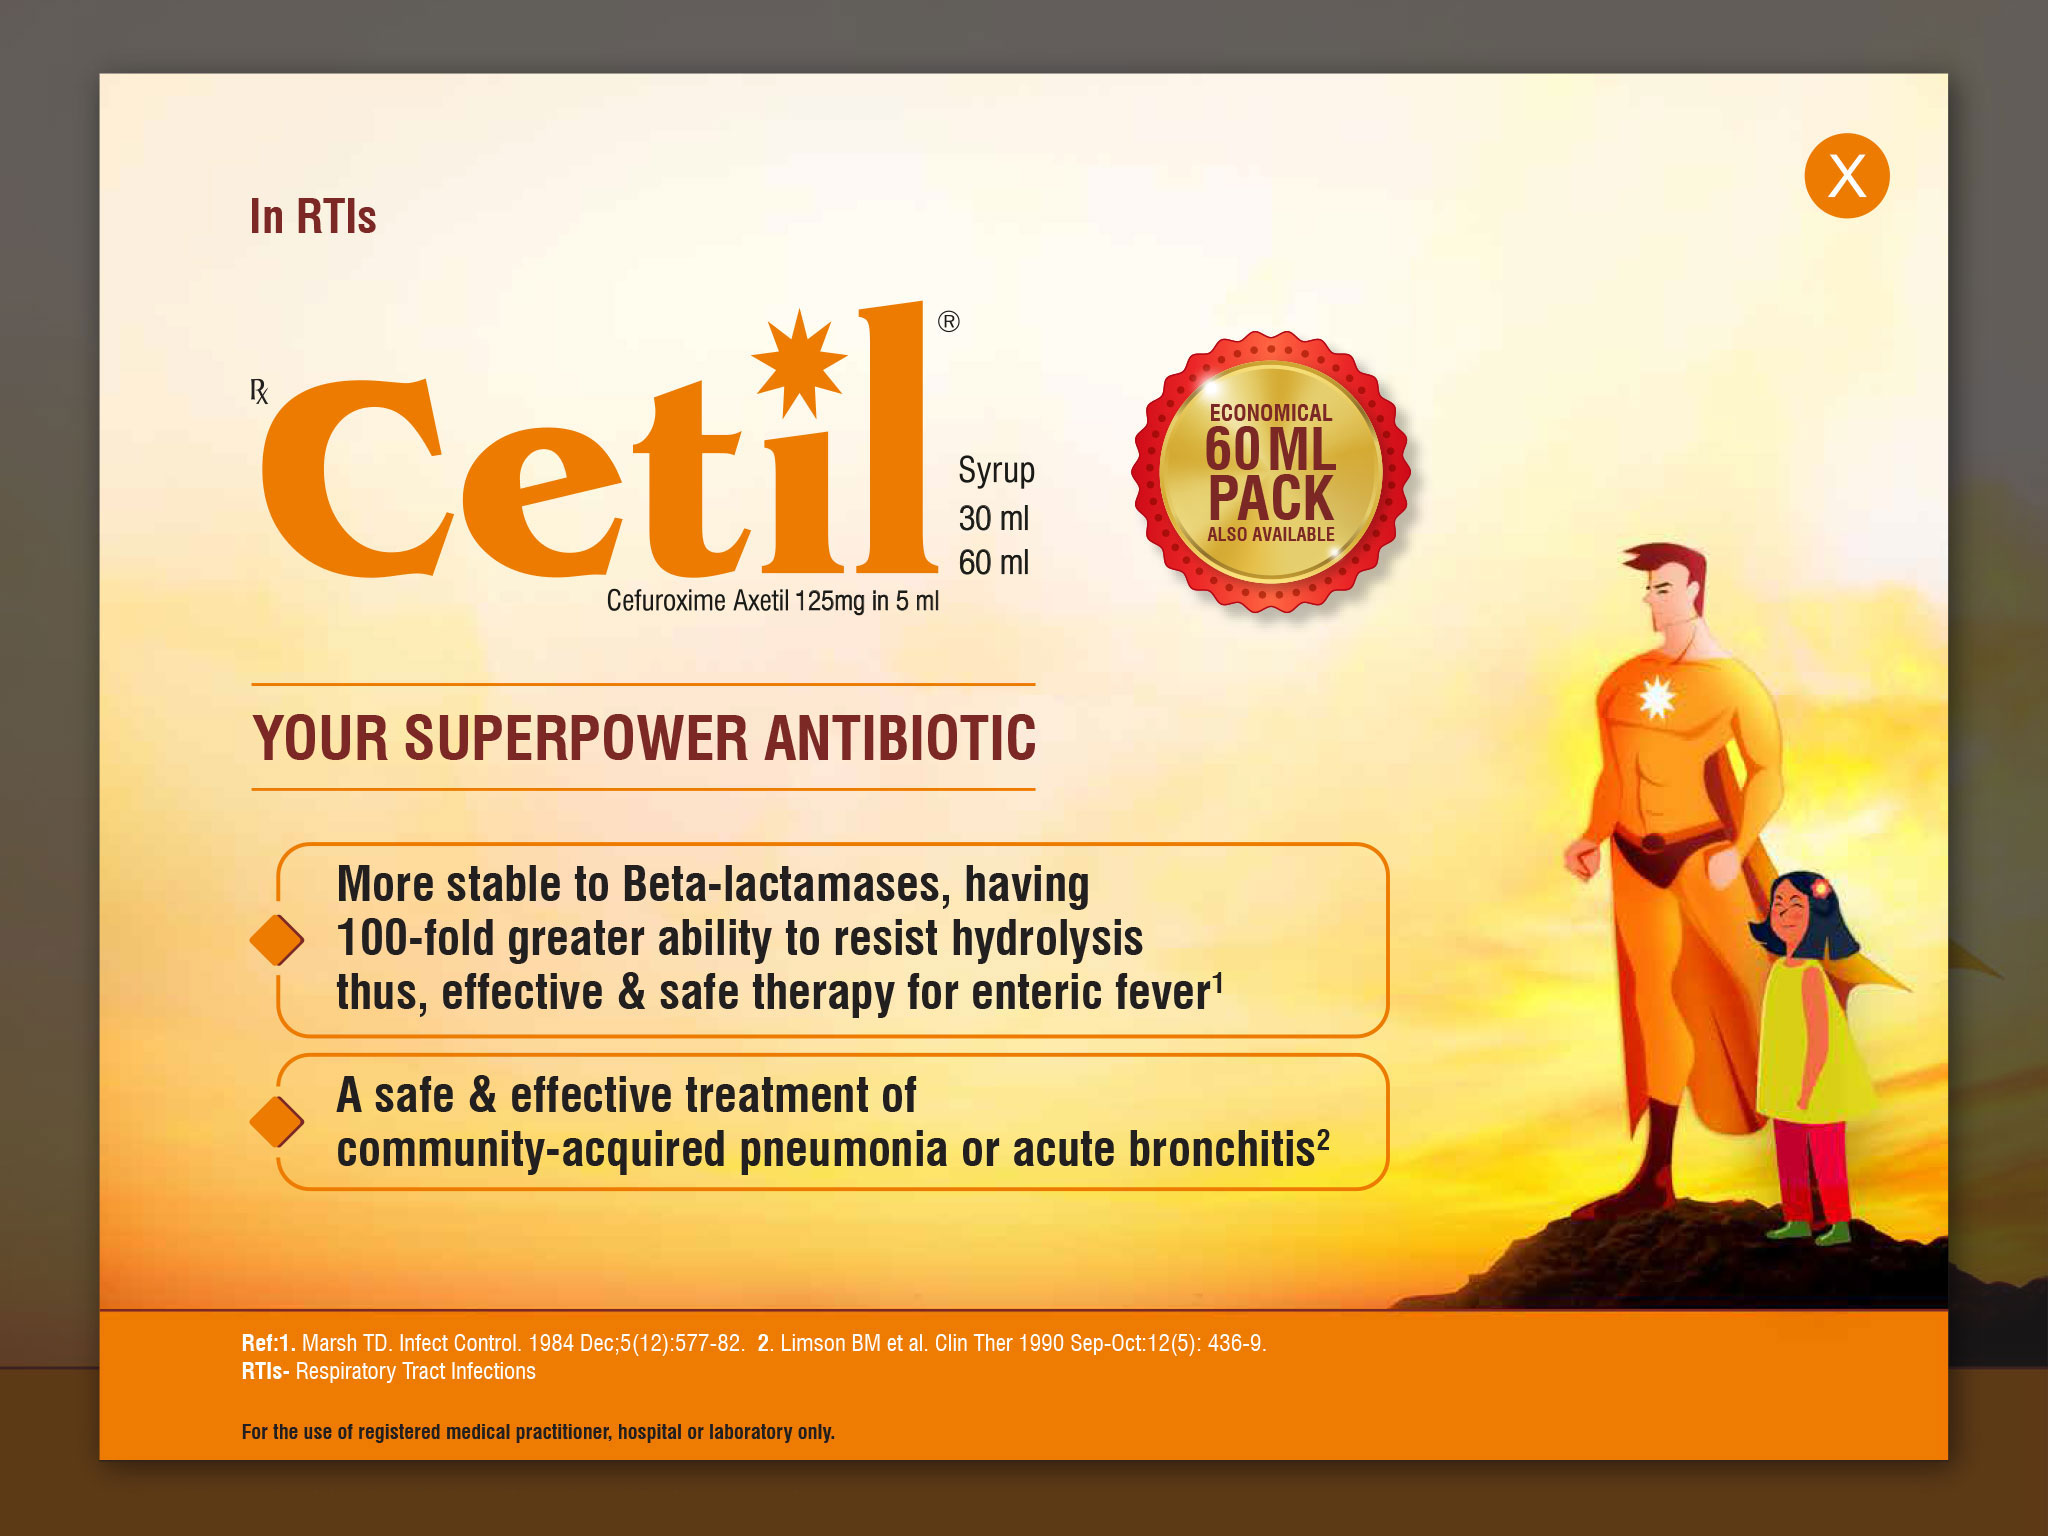 X
In RTIs
Rx
Cetil®
Syrup
30 ml
60 ml
Cefuroxime Axetil 125mg in 5 ml
ECONOMICAL
60 ML
PACK
ALSO AVAILABLE
YOUR SUPERPOWER ANTIBIOTIC
More stable to Beta-lactamases, having
100-fold greater ability to resist hydrolysis
thus, effective & safe therapy for enteric fever¹
A safe & effective treatment of
community-acquired pneumonia or acute bronchitis²
Ref:1. Marsh TD. Infect Control. 1984 Dec;5(12):577-82. 2. Limson BM et al. Clin Ther 1990 Sep-Oct:12(5): 436-9.
RTIs- Respiratory Tract Infections
For the use of registered medical practitioner, hospital or laboratory only.